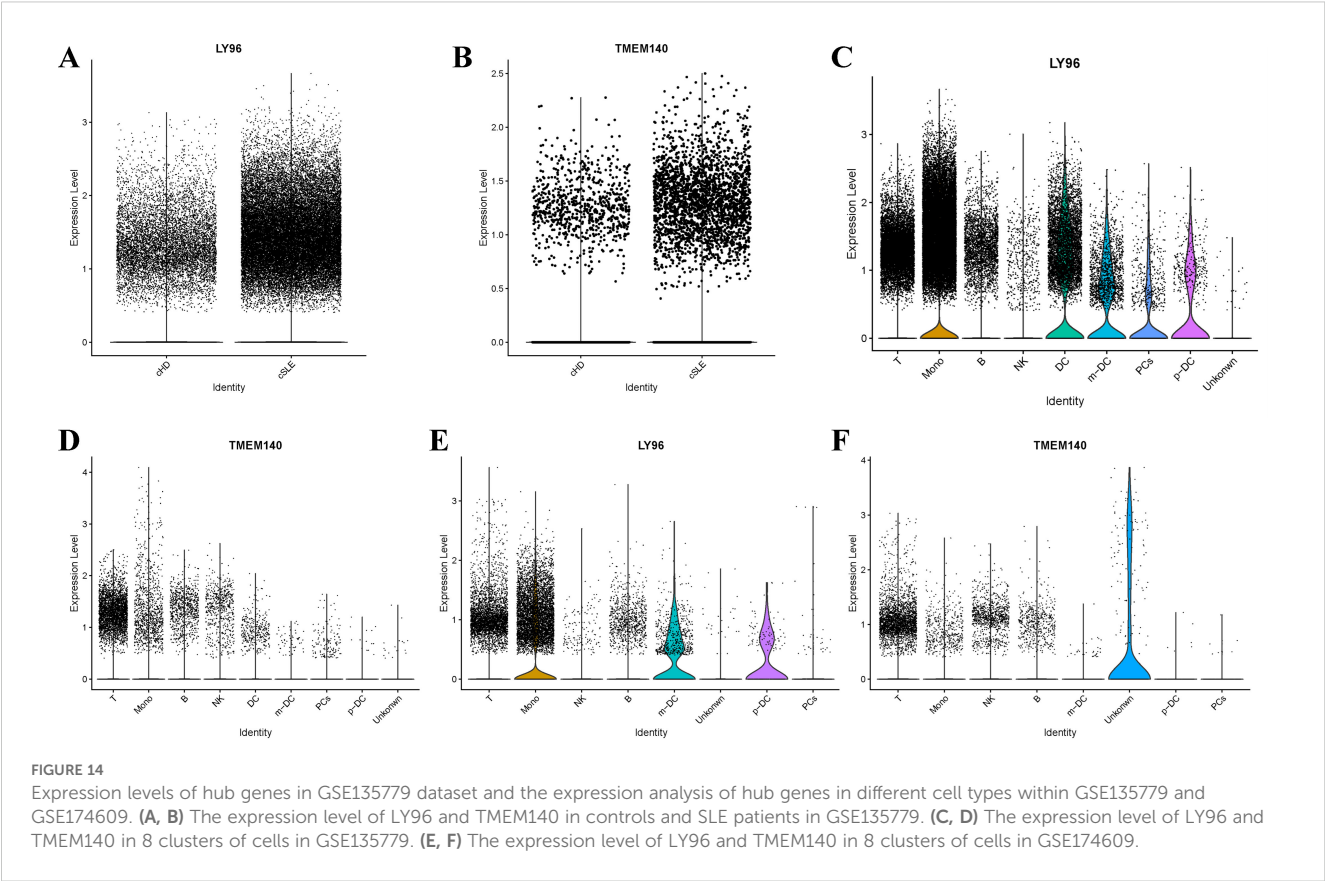 A
LY96
Expression Level
3
2
1
0
cHD
cSLE
Identity
B
TMEM140
Expression Level
2.5
2.0
1.5
1.0
0.5
0.0
cHD
cSLE
Identity
C
LY96
Expression Level
3
2
1
0
T
Mono
B
NK
DC
m-DC
PCs
p-DC
Unkonwn
Identity
D
TMEM140
Expression Level
4
3
2
1
0
T
Mono
B
NK
DC
m-DC
PCs
p-DC
Unkonwn
Identity
E
LY96
Expression Level
3
2
1
0
T
Mono
NK
B
m-DC
Unkonwn
p-DC
PCs
Identity
F
TMEM140
Expression Level
4
3
2
1
0
T
Mono
NK
B
m-DC
Unkonwn
p-DC
PCs
Identity
FIGURE 14
Expression levels of hub genes in GSE135779 dataset and the expression analysis of hub genes in different cell types within GSE135779 and
GSE174609. (A, B) The expression level of LY96 and TMEM140 in controls and SLE patients in GSE135779. (C, D) The expression level of LY96 and
TMEM140 in 8 clusters of cells in GSE135779. (E, F) The expression level of LY96 and TMEM140 in 8 clusters of cells in GSE174609.